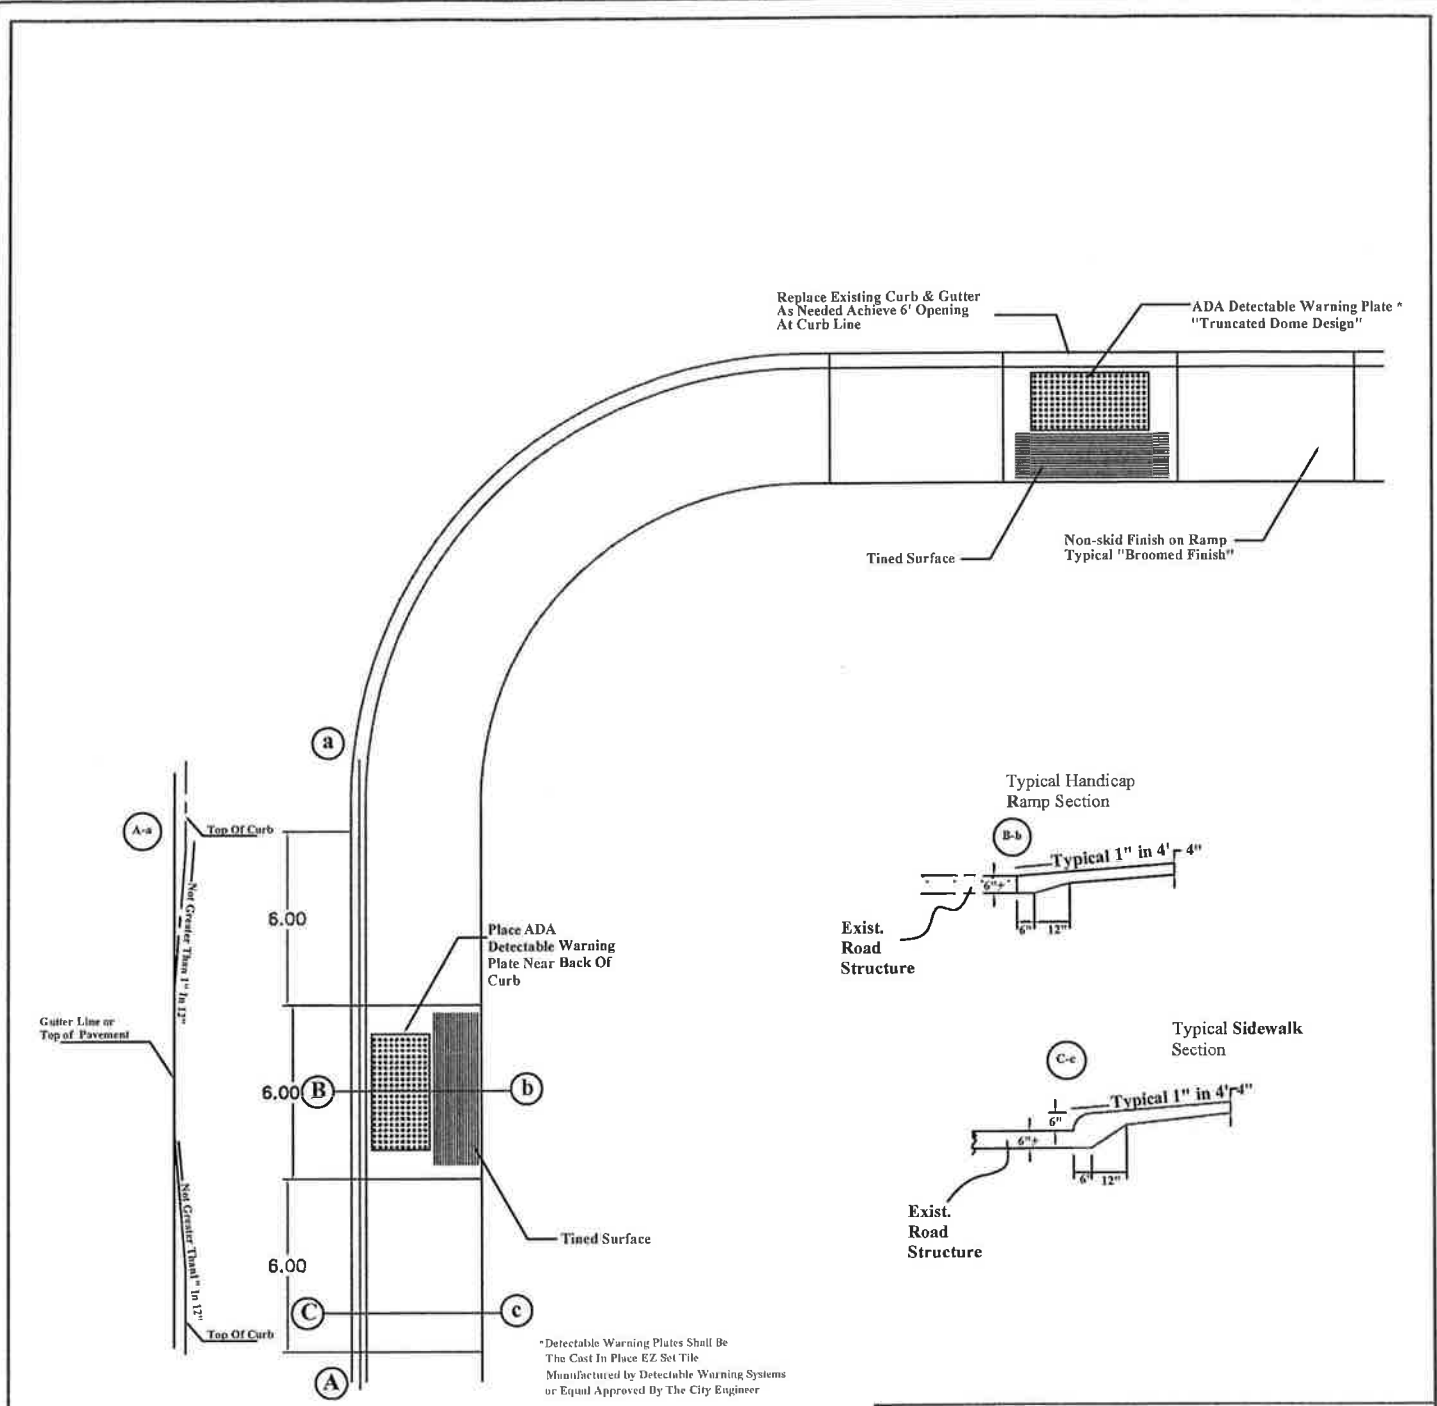 Replace Existing Curb & Gutter
As Needed Achieve 6' Opening
At Curb Line
ADA Detectable Warning Plate *
"Truncated Dome Design"
Tined Surface
Non-skid Finish on Ramp
Typical "Broomed Finish"
a
A-a
Top Of Curb
Not Greater Than 1" In 12"
6.00
Gutter Line or
Top of Pavement
Place ADA
Detectable Warning
Plate Near Back Of
Curb
6.00
B
b
Not Greater Than1" In 12"
6.00
Tined Surface
C
c
Top Of Curb
A
*Detectable Warning Plates Shall Be
The Cast In Place EZ Set Tile
Manufactured by Detectable Warning Systems
or Equal Approved By The City Engineer
Typical Handicap
Ramp Section
B-b
Typical 1" in 4'
4"
6"±
6"
12"
Exist.
Road
Structure
Typical Sidewalk
Section
C-c
Typical 1" in 4'
4"
6"
6"±
6"
12"
Exist.
Road
Structure